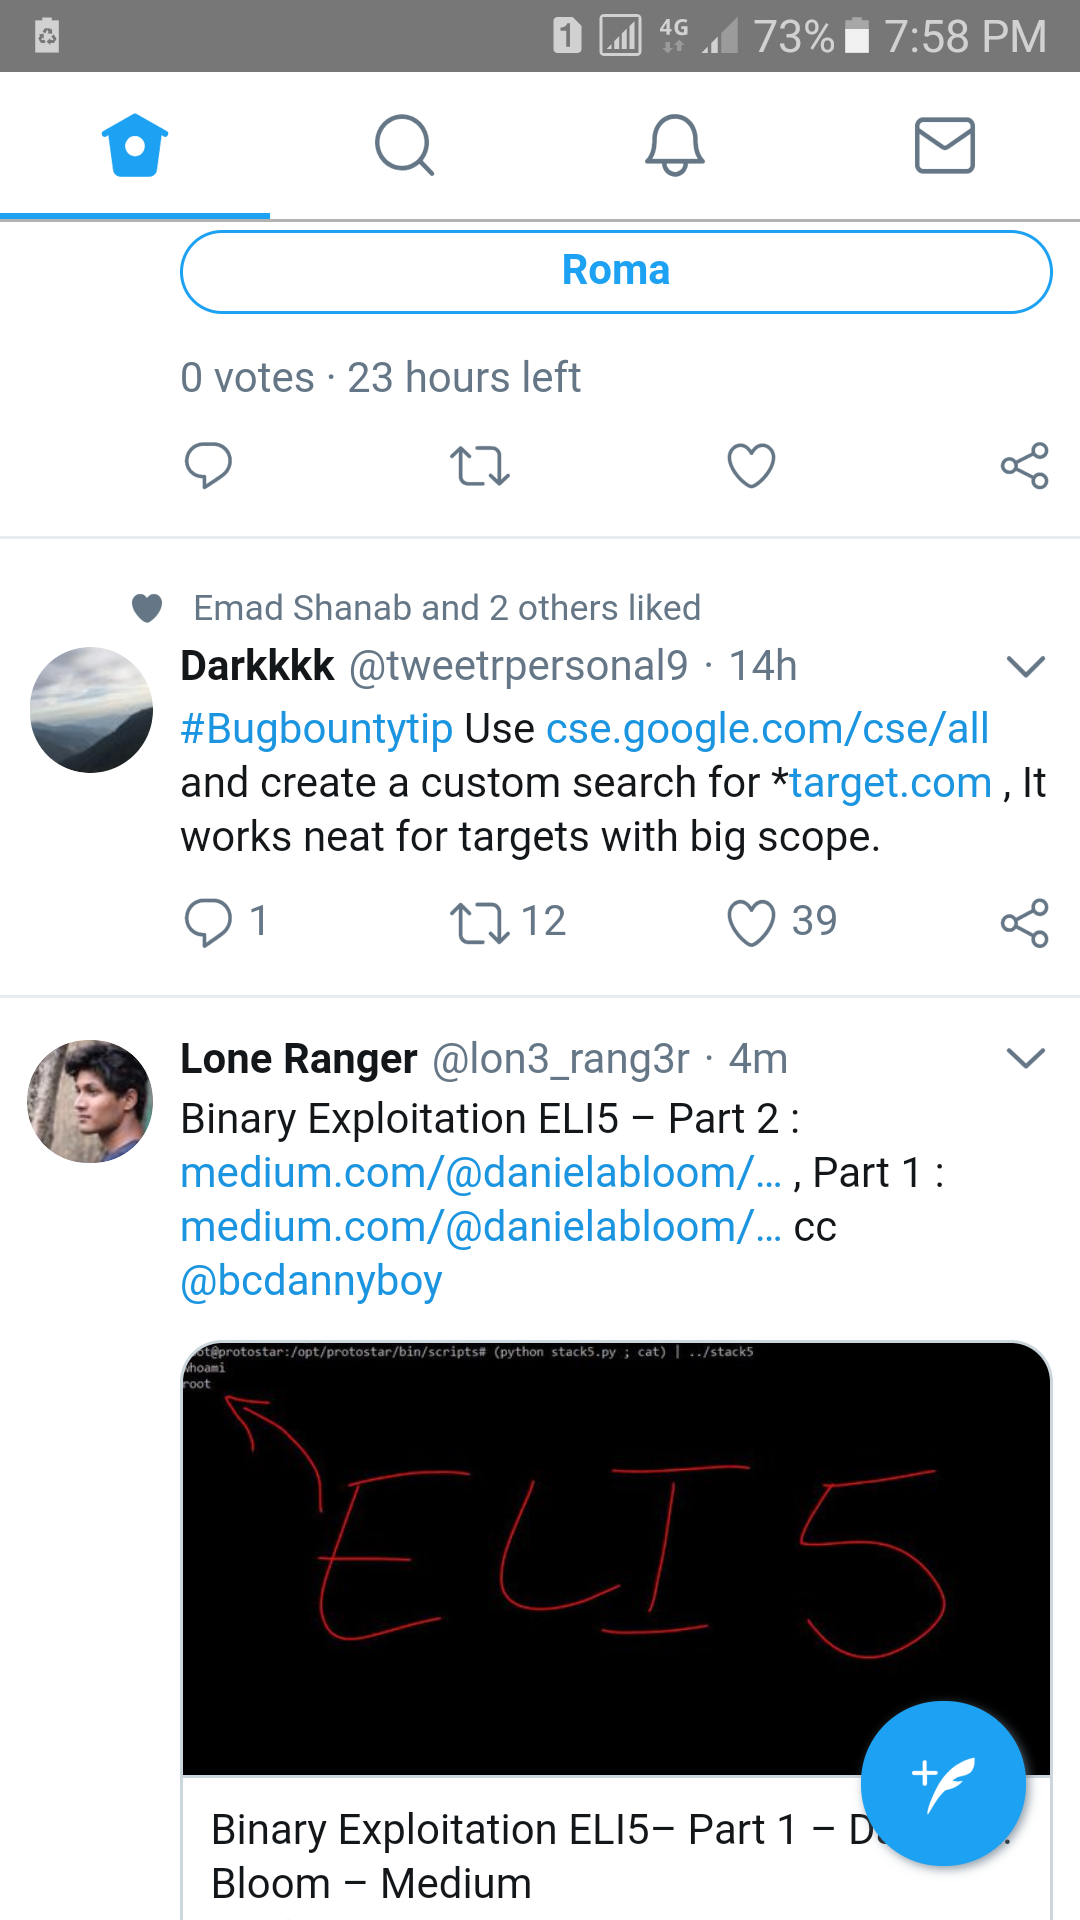 1 4G 73% 7:58 PM
Roma
0 votes · 23 hours left
Emad Shanab and 2 others liked
Darkkkk @tweetrpersonal9 · 14h
#Bugbountytip Use cse.google.com/cse/all
and create a custom search for *target.com , It
works neat for targets with big scope.
1 12 39
Lone Ranger @lon3_rang3r · 4m
Binary Exploitation ELI5 – Part 2 :
medium.com/@danielabloom/… , Part 1 :
medium.com/@danielabloom/… cc
@bcdannyboy
@protostar:/opt/protostar/bin/scripts# (python stack5.py ; cat) | ../stack5
whoami
root
ELI5
Binary Exploitation ELI5– Part 1 –
Bloom – Medium